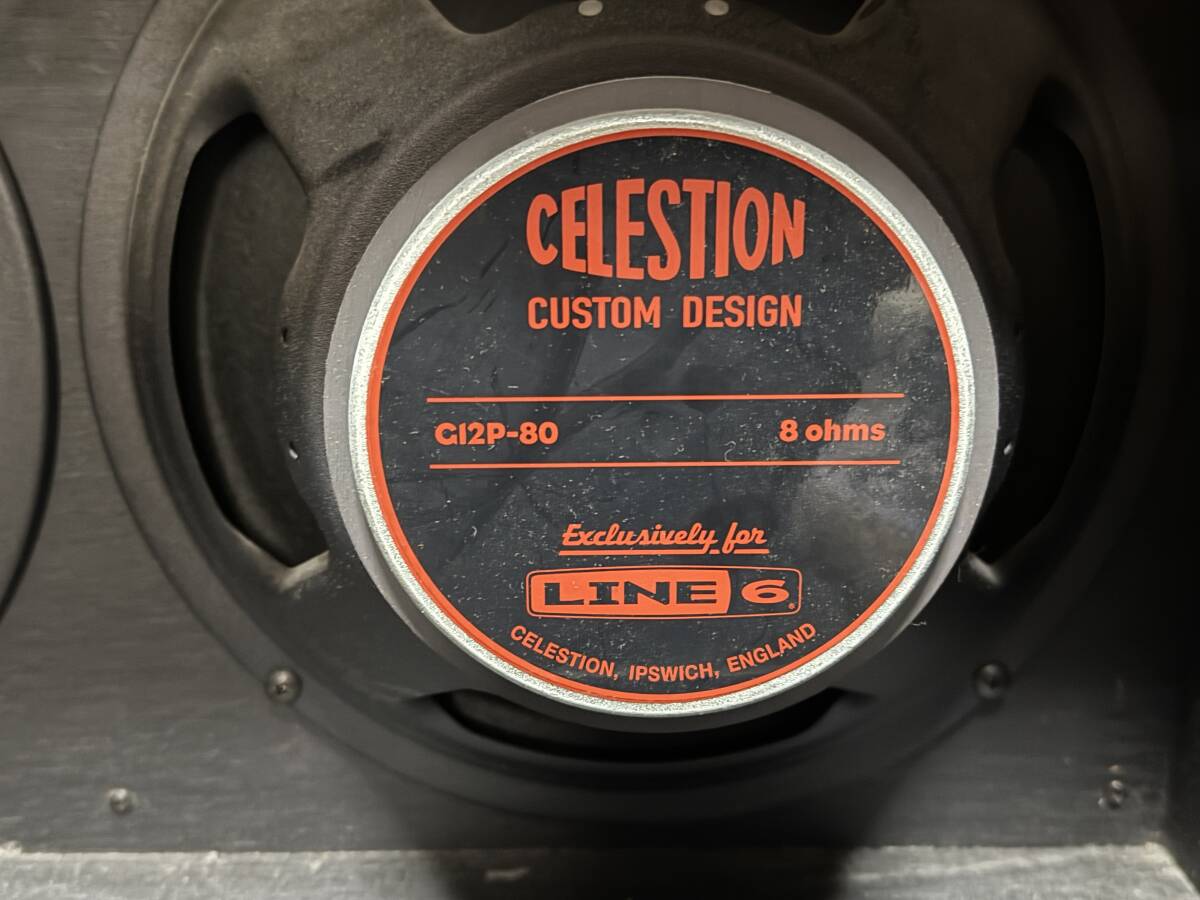 CELESTION
CUSTOM DESIGN
G12P-80 8 ohms
Exclusively for
LINE 6
CELESTION, IPSWICH, ENGLAND